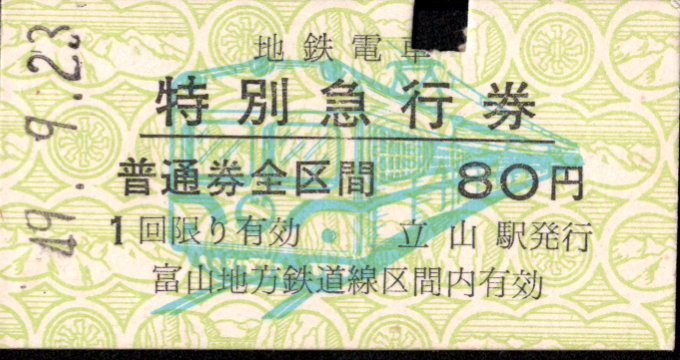 地鉄電車
特別急行券
普通券全区間 80円
1回限り有効 立山駅発行
富山地方鉄道線区間内有効
49.9.23